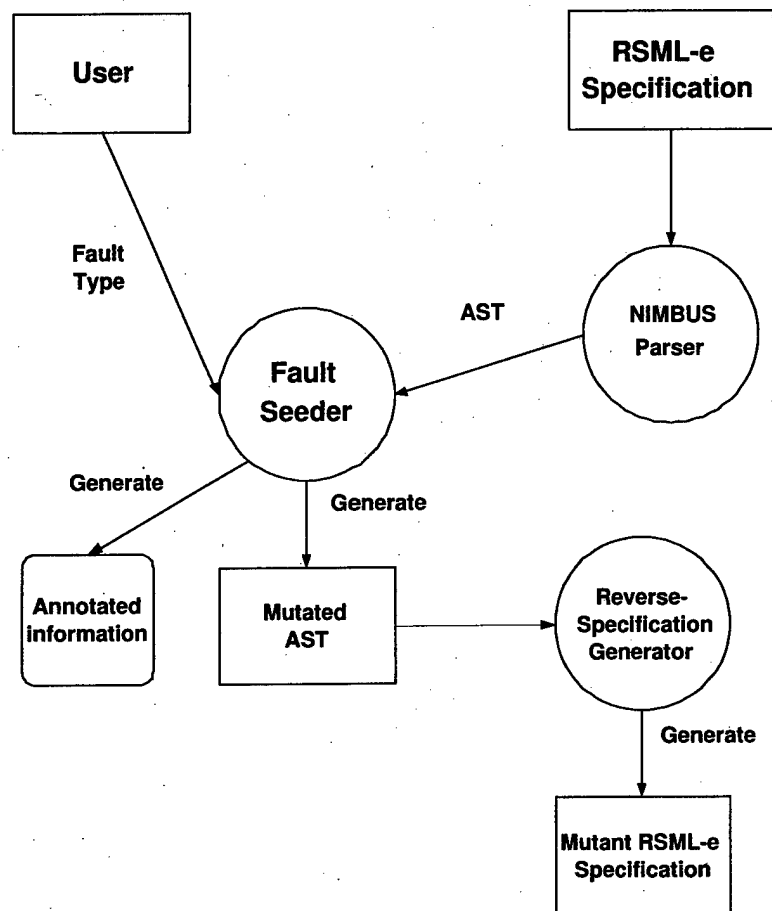 User
RSML-e
Specification
Fault
Type
AST
NIMBUS
Parser
Fault
Seeder
Generate
Generate
Annotated
information
Mutated
AST
Reverse-
Specification
Generator
Generate
Mutant RSML-e
Specification